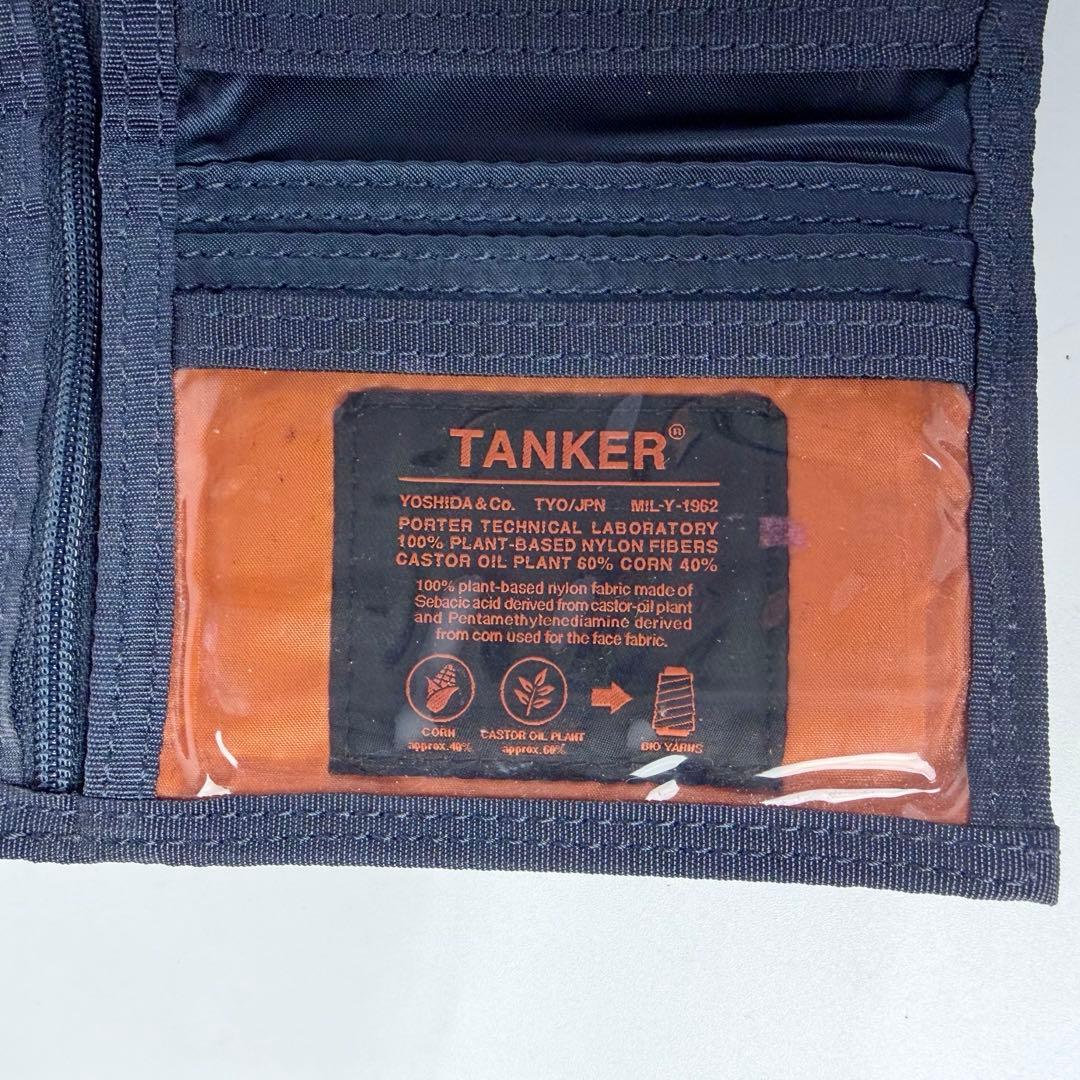 TANKER®
YOSHIDA & Co. TYO/JPN MIL-Y-1962
PORTER TECHNICAL LABORATORY
100% PLANT-BASED NYLON FIBERS
CASTOR OIL PLANT 60% CORN 40%
100% plant-based nylon fabric made of
Sebacic acid derived from castor-oil plant
and Pentamethylenediamine derived
from corn used for the face fabric.
CORN CASTOR OIL PLANT BIO YARNS
approx.40% approx.60%